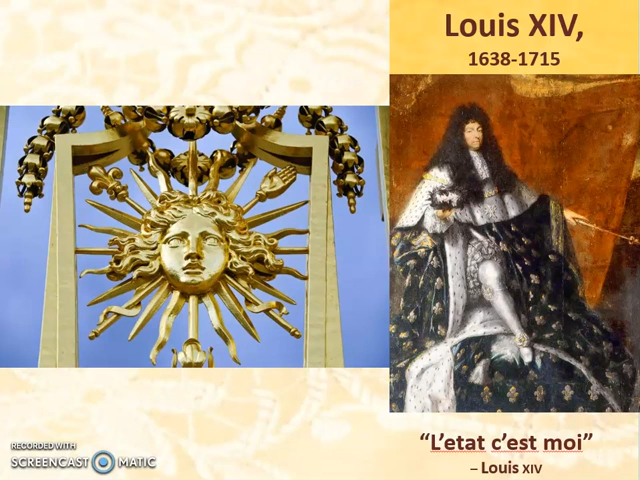 Louis XIV,
1638-1715
“L’etat c’est moi”
– Louis XIV
RECORDED WITH
SCREENCAST MATIC